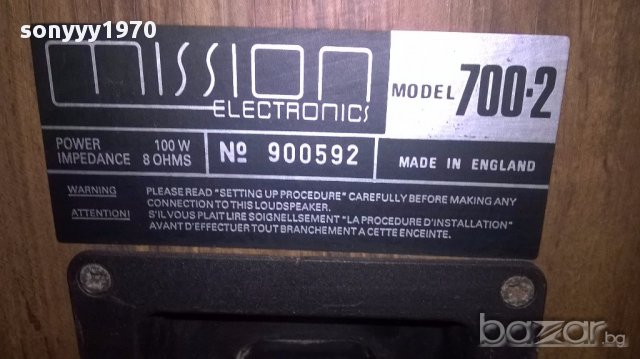 sonyyy1970
mission
ELECTRONICS
MODEL 700·2
POWER 100 W
IMPEDANCE 8 OHMS
Nº 900592
MADE IN ENGLAND
WARNING PLEASE READ "SETTING UP PROCEDURE" CAREFULLY BEFORE MAKING ANY
CONNECTION TO THIS LOUDSPEAKER.
ATTENTION! S'IL VOUS PLAIT LIRE SOIGNELLSEMENT "LA PROCEDURE D'INSTALLATION"
AVANT D'EFFECTUER TOUT BRANCHEMENT A CETTE ENCEINTE.
bazar.bg